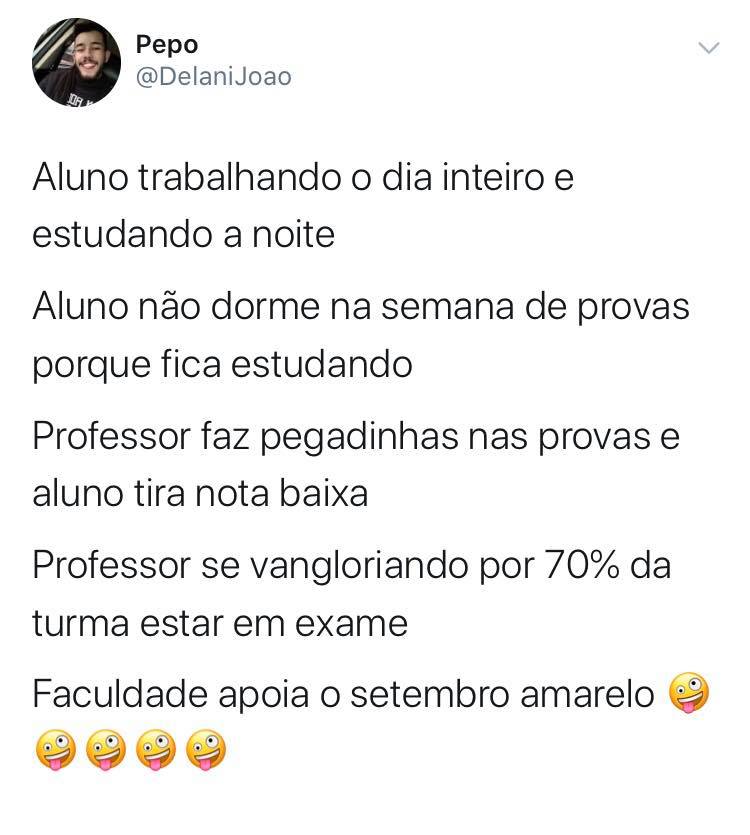 Pepo
@DelaniJoao
Aluno trabalhando o dia inteiro e
estudando a noite
Aluno não dorme na semana de provas
porque fica estudando
Professor faz pegadinhas nas provas e
aluno tira nota baixa
Professor se vangloriando por 70% da
turma estar em exame
Faculdade apoia o setembro amarelo 🤪
🤪🤪🤪🤪